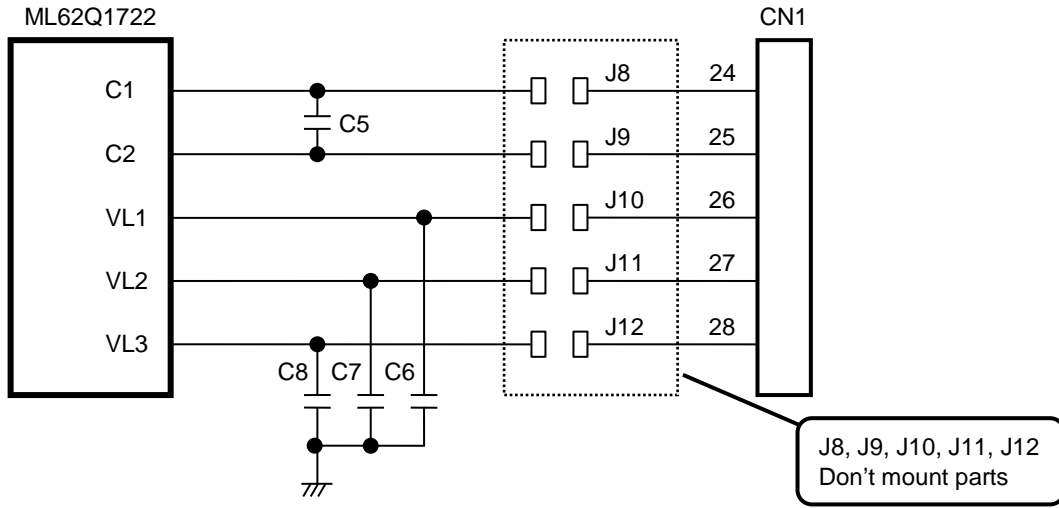 ML62Q1722
CN1
C1
J8
24
C5
C2
J9
25
VL1
J10
26
VL2
J11
27
VL3
J12
28
C8
C7
C6
J8, J9, J10, J11, J12
Don’t mount parts